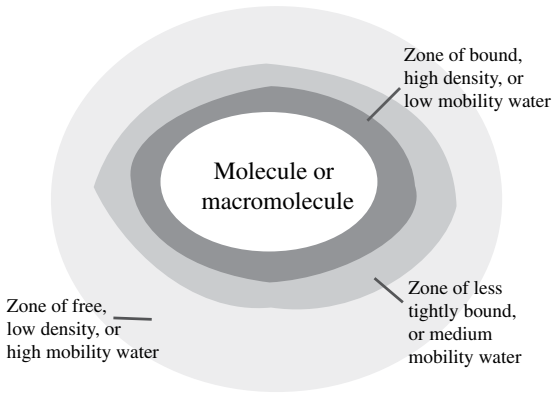 Zone of bound,
high density, or
low mobility water
Molecule or
macromolecule
Zone of less
tightly bound,
or medium
mobility water
Zone of free,
low density, or
high mobility water